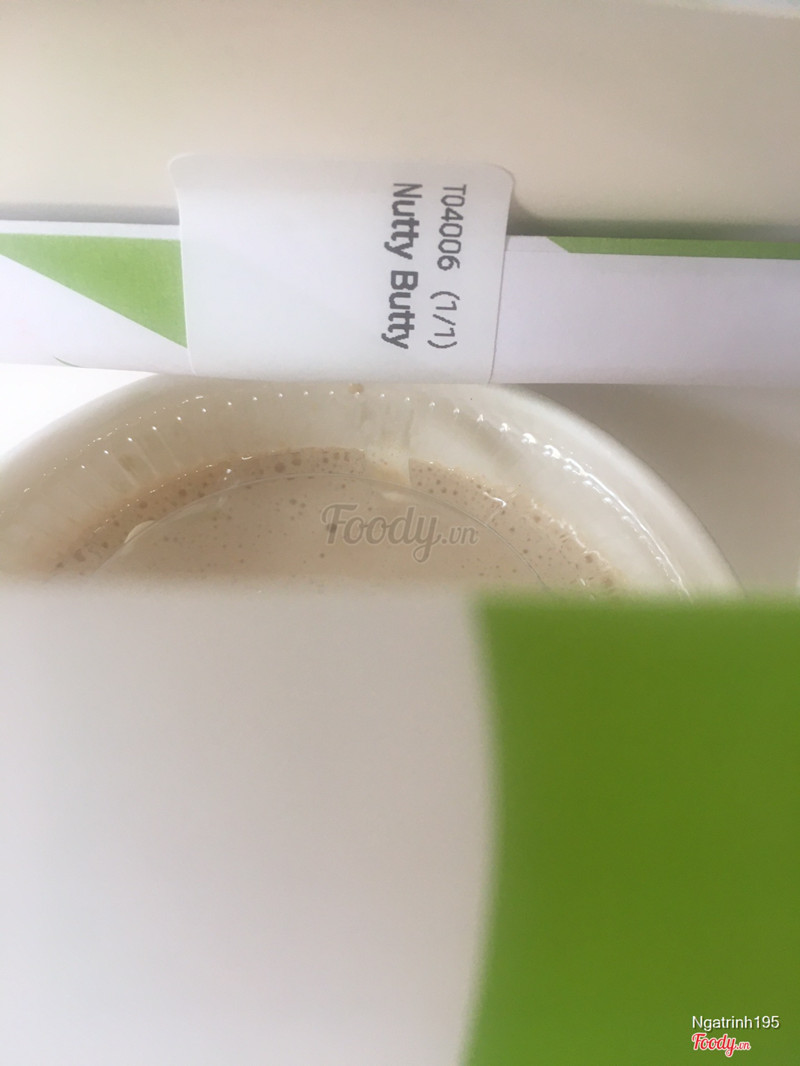 T04006 (1/1)
Nutty Butty
Foody.vn
Ngatrinh195
Foody.vn